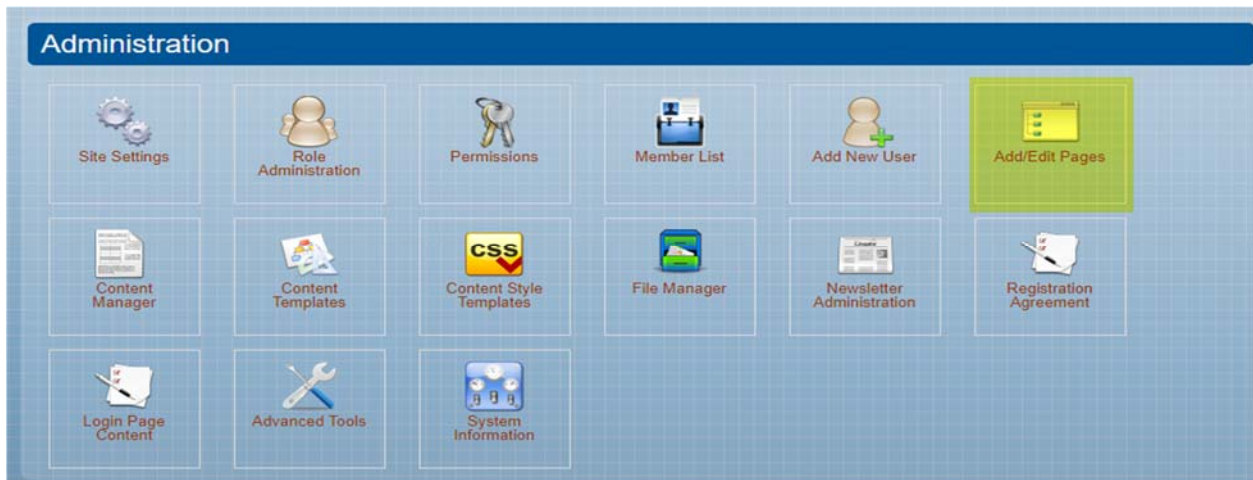 Administration
Site Settings
Role
Administration
Permissions
Member List
Add New User
Add/Edit Pages
Content
Manager
Content
Templates
CSS
Content Style
Templates
File Manager
Newsletter
Administration
Registration
Agreement
Login Page
Content
Advanced Tools
System
Information